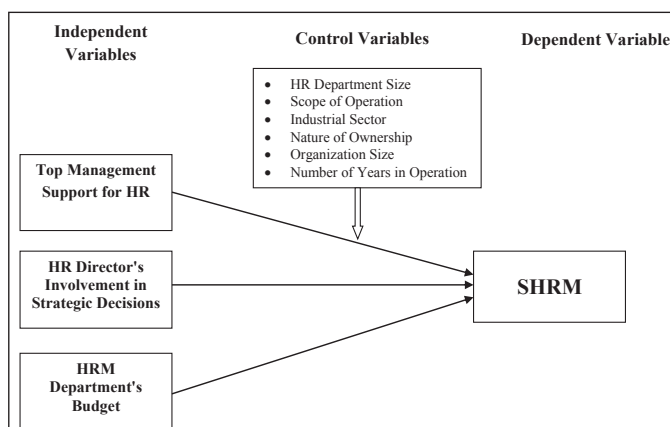 Independent
Variables
Control Variables
Dependent Variable
• HR Department Size
• Scope of Operation
• Industrial Sector
• Nature of Ownership
• Organization Size
• Number of Years in Operation
Top Management
Support for HR
HR Director's
Involvement in
Strategic Decisions
SHRM
HRM
Department's
Budget